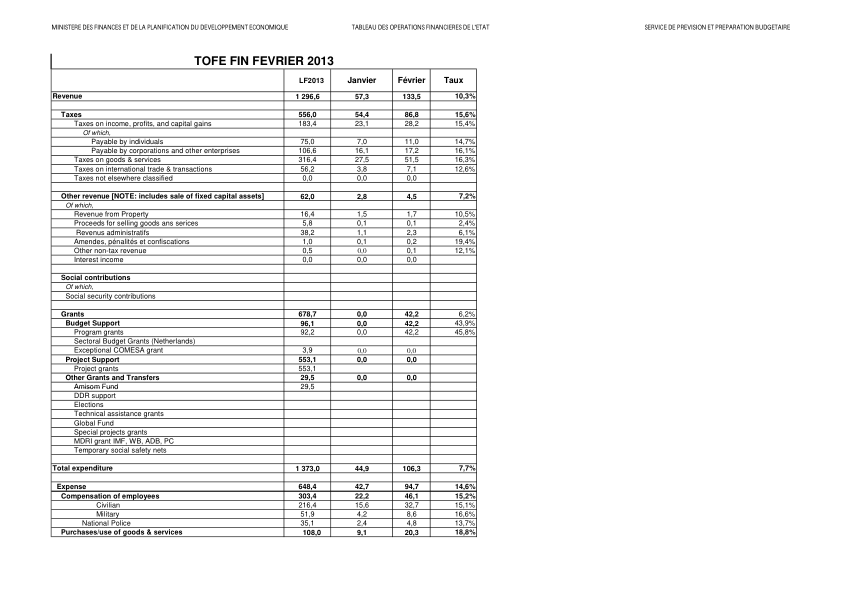 MINISTERE DES FINANCES ET DE LA PLANIFICATION DU DEVELOPPEMENT ECONOMIQUE TABLEAU DES OPERATIONS FINANCIERES DE L'ETAT SERVICE DE PREVISION ET PREPARATION BUDGETAIRE
TOFE FIN FEVRIER 2013
LF2013 Janvier Février Taux
Revenue 1 296,6 57,3 133,5 10,3%
Taxes 556,0 54,4 86,8 15,6%
Taxes on income, profits, and capital gains 183,4 23,1 28,2 15,4%
Of which,
Payable by individuals 75,0 7,0 11,0 14,7%
Payable by corporations and other enterprises 106,6 16,1 17,2 16,1%
Taxes on goods & services 316,4 27,5 51,5 16,3%
Taxes on international trade & transactions 56,2 3,8 7,1 12,6%
Taxes not elsewhere classified 0,0 0,0 0,0
Other revenue [NOTE: includes sale of fixed capital assets] 62,0 2,8 4,5 7,2%
Of which,
Revenue from Property 16,4 1,5 1,7 10,5%
Proceeds for selling goods ans serices 5,8 0,1 0,1 2,4%
Revenus administratifs 38,2 1,1 2,3 6,1%
Amendes, pénalités et confiscations 1,0 0,1 0,2 19,4%
Other non-tax revenue 0,5 0,0 0,1 12,1%
Interest income 0,0 0,0 0,0
Social contributions
Of which,
Social security contributions
Grants 678,7 0,0 42,2 6,2%
Budget Support 96,1 0,0 42,2 43,9%
Program grants 92,2 0,0 42,2 45,8%
Sectoral Budget Grants (Netherlands)
Exceptional COMESA grant 3,9 0,0 0,0
Project Support 553,1 0,0 0,0
Project grants 553,1
Other Grants and Transfers 29,5 0,0 0,0
Amisom Fund 29,5
DDR support
Elections
Technical assistance grants
Global Fund
Special projects grants
MDRI grant IMF, WB, ADB, PC
Temporary social safety nets
Total expenditure 1 373,0 44,9 106,3 7,7%
Expense 648,4 42,7 94,7 14,6%
Compensation of employees 303,4 22,2 46,1 15,2%
Civilian 216,4 15,6 32,7 15,1%
Military 51,9 4,2 8,6 16,6%
National Police 35,1 2,4 4,8 13,7%
Purchases/use of goods & services 108,0 9,1 20,3 18,8%